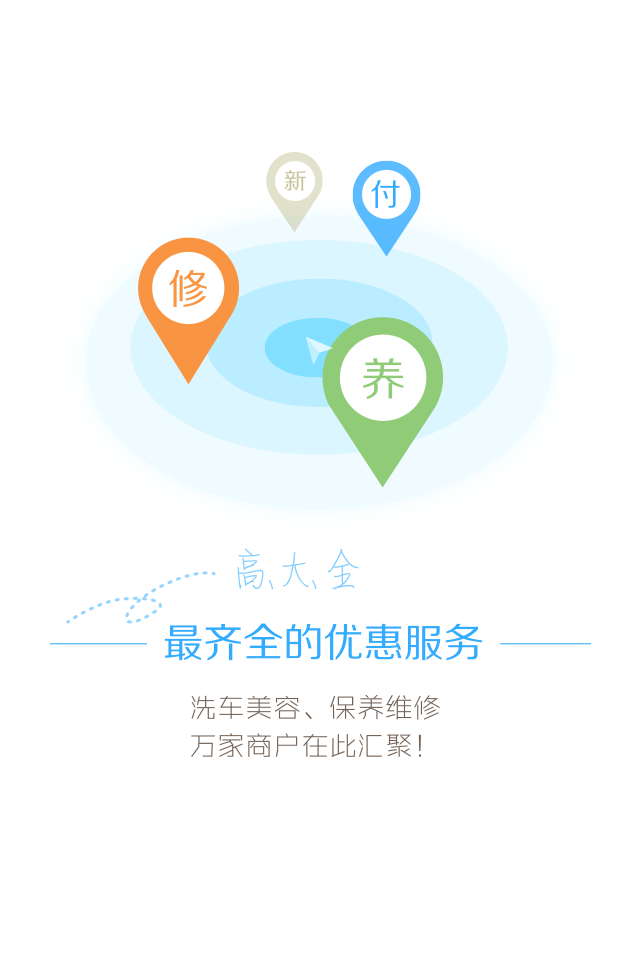 新
付
修
养
高、大、全
最齐全的优惠服务
洗车美容、保养维修
万家商户在此汇聚！